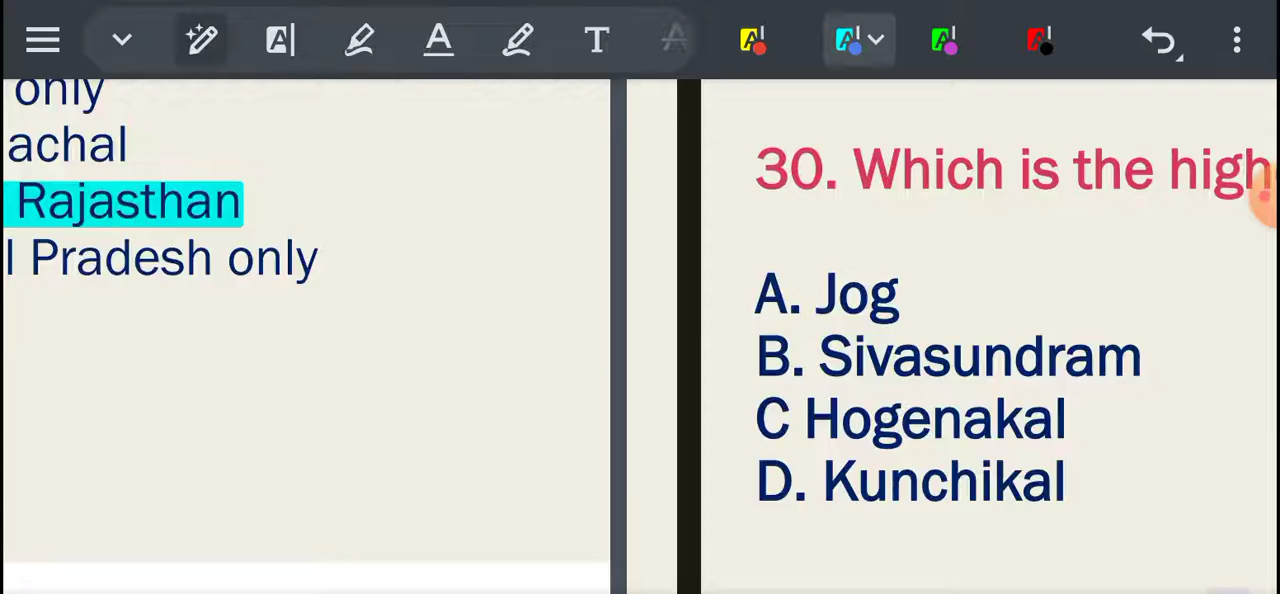 only
achal
Rajasthan
l Pradesh only
30. Which is the high
A. Jog
B. Sivasundram
C Hogenakal
D. Kunchikal